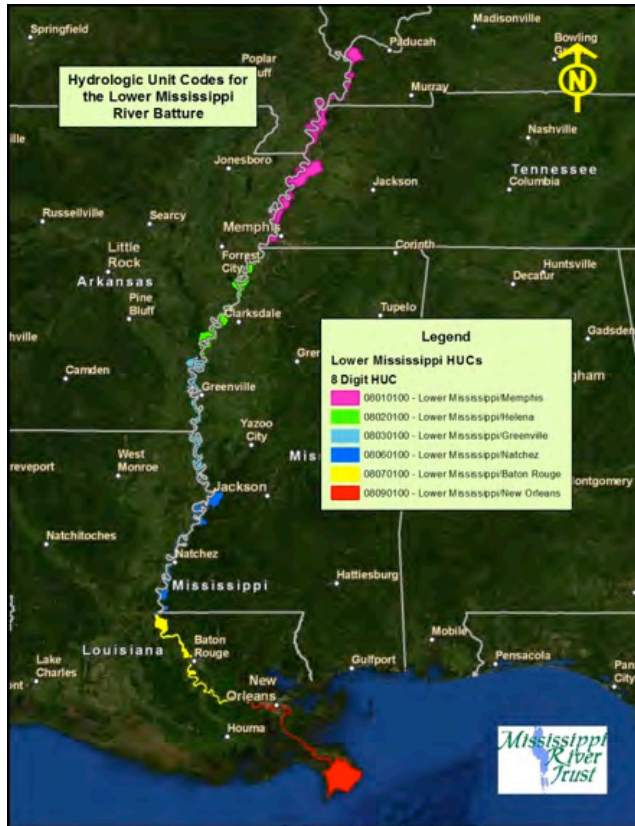 Springfield
Madisonville
Paducah
Bowling
Poplar
Hydrologic Unit Codes for
the Lower Mississippi
River Batture
N
Murray
Nashville
Jonesboro
Tennessee
Jackson
Columbia
Russellville
Searcy
Memphis
Little
Rock
Forrest
City
Corinth
Huntsville
Arkansas
Decatur
Pine
Bluff
Clarksdale
Tupelo
Gadsden
Camden
Greenville
Yazoo
City
West
Monroe
Legend
Lower Mississippi HUCs
8 Digit HUC
08010100 - Lower Mississippi/Memphis
08020100 - Lower Mississippi/Helena
08030100 - Lower Mississippi/Greenville
08060100 - Lower Mississippi/Natchez
08070100 - Lower Mississippi/Baton Rouge
08090100 - Lower Mississippi/New Orleans
Jackson
Natchitoches
Natchez
Mississippi
Hattiesburg
Louisiana
Baton
Rouge
Mobile
Pensacola
Lake
Charles
Gulfport
City
New
Orleans
Houma
Mississippi
River
Trust